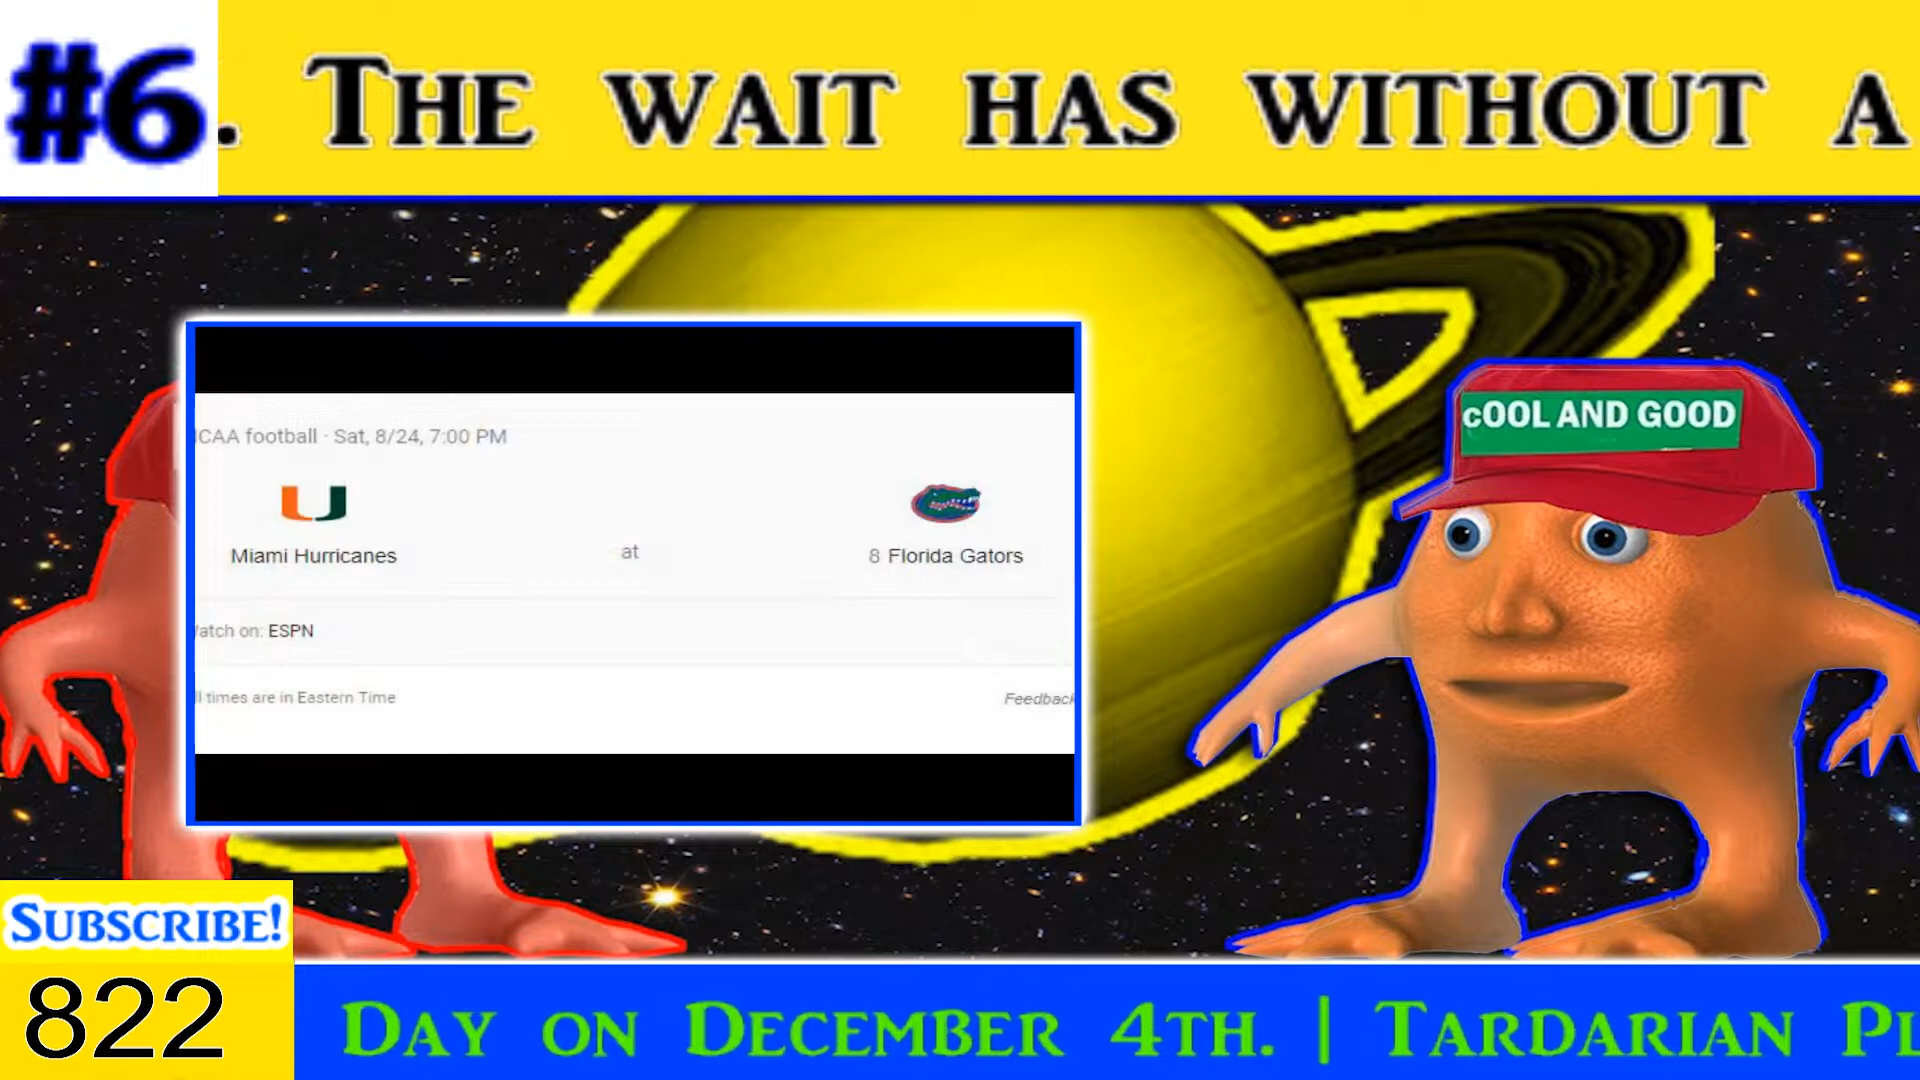 #6
. The wait has without a
cOOL AND GOOD
CAA football · Sat, 8/24, 7:00 PM
Miami Hurricanes
at
8 Florida Gators
atch on: ESPN
ll times are in Eastern Time
Feedback
Subscribe!
822
Day on December 4th. | Tardarian Pl